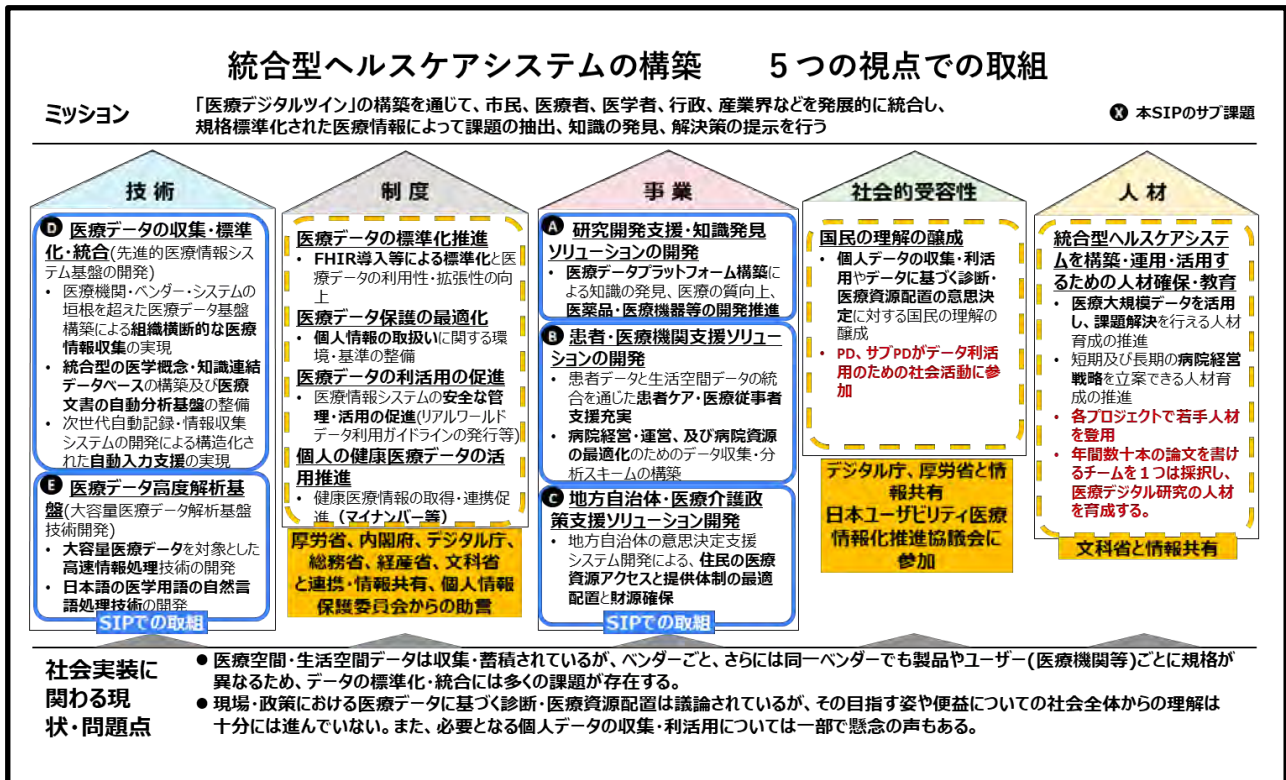 統合型ヘルスケアシステムの構築　　5つの視点での取組
ミッション
「医療デジタルツイン」の構築を通じて、市民、医療者、医学者、行政、産業界などを発展的に統合し、
規格標準化された医療情報によって課題の抽出、知識の発見、解決策の提示を行う
X 本SIPのサブ課題
技術
D 医療データの収集・標準
化・統合(先進的医療情報シス
テム基盤の開発)
・ 医療機関・ベンダー・システムの
垣根を超えた医療データ基盤
構築による組織横断的な医療
情報収集の実現
・ 統合型の医学概念・知識連結
データベースの構築及び医療
文書の自動分析基盤の整備
・ 次世代自動記録・情報収集
システムの開発による構造化さ
れた自動入力支援の実現
E 医療データ高度解析基
盤(大容量医療データ解析基盤
技術開発)
・ 大容量医療データを対象とした
高速情報処理技術の開発
・ 日本語の医学用語の自然言
語処理技術の開発
SIPでの取組
制度
医療データの標準化推進
・ FHIR導入等による標準化と医
療データの利用性・拡張性の向
上
医療データ保護の最適化
・ 個人情報の取扱いに関する環
境・基準の整備
医療データの利活用の促進
・ 医療情報システムの安全な管
理・活用の促進(リアルワールド
データ利用ガイドラインの発行等)
個人の健康医療データの活
用推進
・ 健康医療情報の取得・連携促
進（マイナンバー等）
厚労省、内閣府、デジタル庁、
総務省、経産省、文科省
と連携・情報共有、個人情報
保護委員会からの助言
事業
A 研究開発支援・知識発見
ソリューションの開発
・ 医療データプラットフォーム構築に
よる知識の発見、医療の質向上、
医薬品・医療機器等の開発推進
B 患者・医療機関支援ソリュ
ーションの開発
・ 患者データと生活空間データの統
合を通じた患者ケア・医療従事者
支援充実
・ 病院経営・運営、及び病院資源
の最適化のためのデータ収集・分
析スキームの構築
C 地方自治体・医療介護政
策支援ソリューション開発
・ 地方自治体の意思決定支援
システム開発による、住民の医療
資源アクセスと提供体制の最適
配置と財源確保
SIPでの取組
社会的受容性
国民の理解の醸成
・ 個人データの収集・利活
用やデータに基づく診断・
医療資源配置の意思決
定に対する国民の理解の
醸成
・ PD、サブPDがデータ利活
用のための社会活動に参
加
デジタル庁、厚労省と情
報共有
日本ユーザビリティ医療
情報化推進協議会に
参加
人材
統合型ヘルスケアシステ
ムを構築・運用・活用す
るための人材確保・教育
・ 医療大規模データを活用
し、課題解決を行える人材
育成の推進
・ 短期及び長期の病院経営
戦略を立案できる人材育
成の推進
・ 各プロジェクトで若手人材
を登用
・ 年間数十本の論文を書け
るチームを１つは採択し、
医療デジタル研究の人材
を育成する。
文科省と情報共有
社会実装に
関わる現
状・問題点
● 医療空間・生活空間データは収集・蓄積されているが、ベンダーごと、さらには同一ベンダーでも製品やユーザー(医療機関等)ごとに規格が
異なるため、データの標準化・統合には多くの課題が存在する。
● 現場・政策における医療データに基づく診断・医療資源配置は議論されているが、その目指す姿や便益についての社会全体からの理解は
十分には進んでいない。また、必要となる個人データの収集・利活用については一部で懸念の声もある。